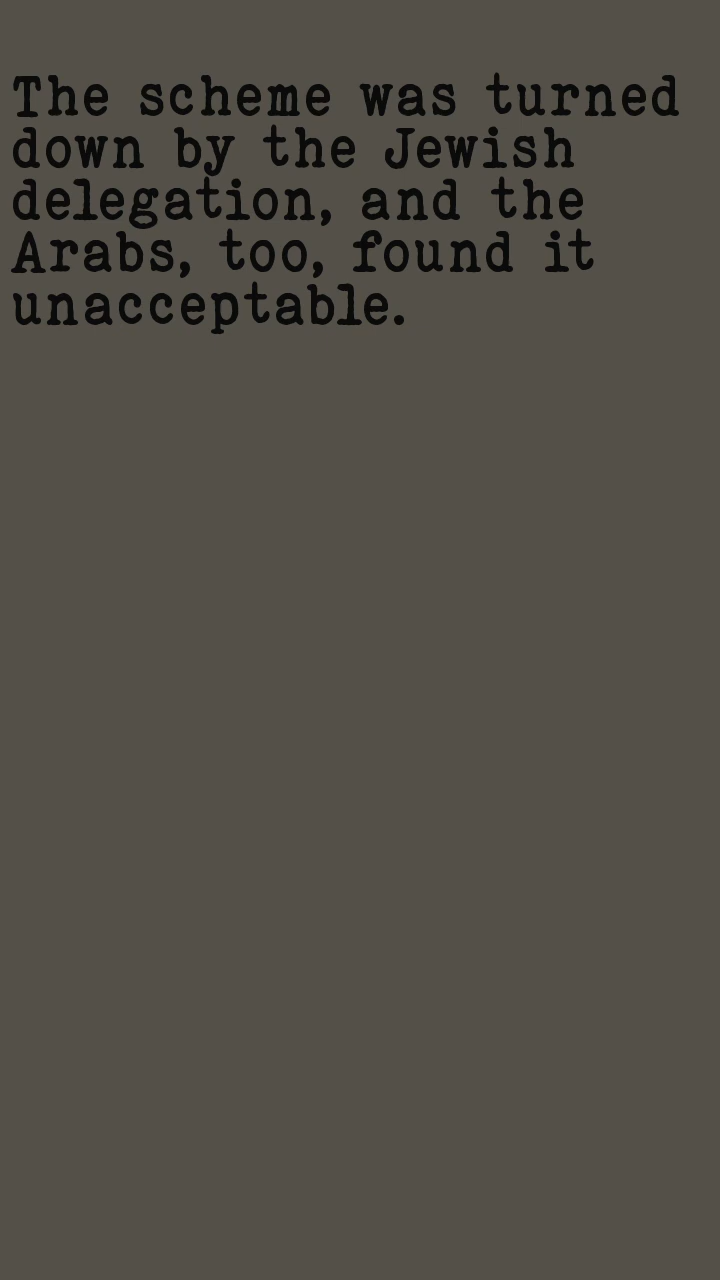 The scheme was turned
down by the Jewish
delegation, and the
Arabs, too, found it
unacceptable.